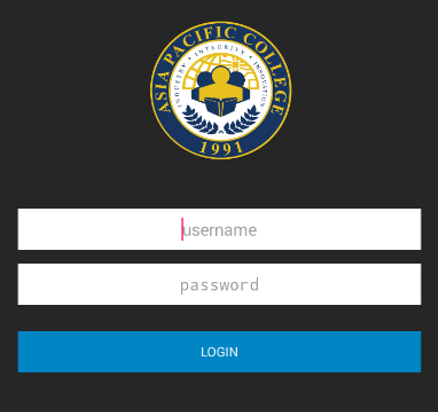 ASIA PACIFIC COLLEGE
INDUSTRY • INTEGRITY • INNOVATION
1991
username
password
LOGIN